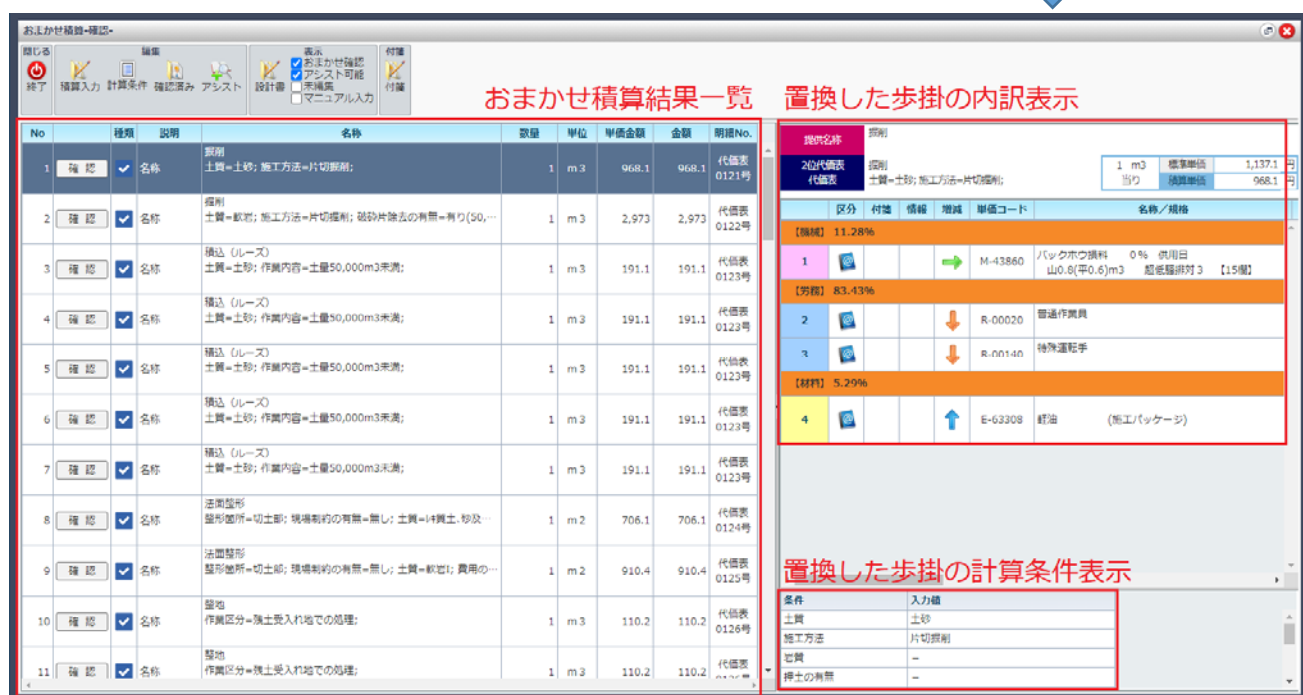 おまかせ積算-確認-
閉じる
編集
表示
付箋
終了
積算入力
計算条件
確認済み
アシスト
設計書
おまかせ確認
アシスト可能
未編集
マニュアル入力
付箋
おまかせ積算結果一覧
置換した歩掛の内訳表示
No 種類 説明 名称 数量 単位 単価金額 金額 明細No.
1 確認 名称 掘削 1 m3 968.1 968.1 代価表
土質=土砂; 施工方法=片切掘削; 0121号
2 確認 名称 掘削 1 m3 2,973 2,973 代価表
土質=軟岩; 施工方法=片切掘削; 破砕片除去の有無=有り(50,… 0122号
3 確認 名称 積込（ルーズ） 1 m3 191.1 191.1 代価表
土質=土砂; 作業内容=土量50,000m3未満; 0123号
4 確認 名称 積込（ルーズ） 1 m3 191.1 191.1 代価表
土質=土砂; 作業内容=土量50,000m3未満; 0123号
5 確認 名称 積込（ルーズ） 1 m3 191.1 191.1 代価表
土質=土砂; 作業内容=土量50,000m3未満; 0123号
6 確認 名称 積込（ルーズ） 1 m3 191.1 191.1 代価表
土質=土砂; 作業内容=土量50,000m3未満; 0123号
7 確認 名称 積込（ルーズ） 1 m3 191.1 191.1 代価表
土質=土砂; 作業内容=土量50,000m3未満; 0123号
8 確認 名称 法面整形 1 m2 706.1 706.1 代価表
整形箇所=切土部; 現場制約の有無=無し; 土質=ﾚｷ質土、砂及… 0124号
9 確認 名称 法面整形 1 m2 910.4 910.4 代価表
整形箇所=切土部; 現場制約の有無=無し; 土質=軟岩I; 費用の… 0125号
10 確認 名称 整地 1 m3 110.2 110.2 代価表
作業区分=残土受入れ地での処理; 0126号
11 確認 名称 整地 1 m3 110.2 110.2 代価表
作業区分=残土受入れ地での処理;
提供名称 掘削
2位代価表 掘削 1 m3 標準単価 1,137.1 円
代価表 土質=土砂; 施工方法=片切掘削; 当り 積算単価 968.1 円
区分 付箋 情報 増減 単価コード 名称／規格
【機械】 11.28%
1 M-43860 バックホウ損料 0% 供用日
山0.8(平0.6)m3 超低騒排対3 【15欄】
【労務】 83.43%
2 R-00020 普通作業員
3 R-00140 特殊運転手
【材料】 5.29%
4 E-63308 軽油 (施工パッケージ)
置換した歩掛の計算条件表示
条件 入力値
土質 土砂
施工方法 片切掘削
岩質 −
押土の有無 −